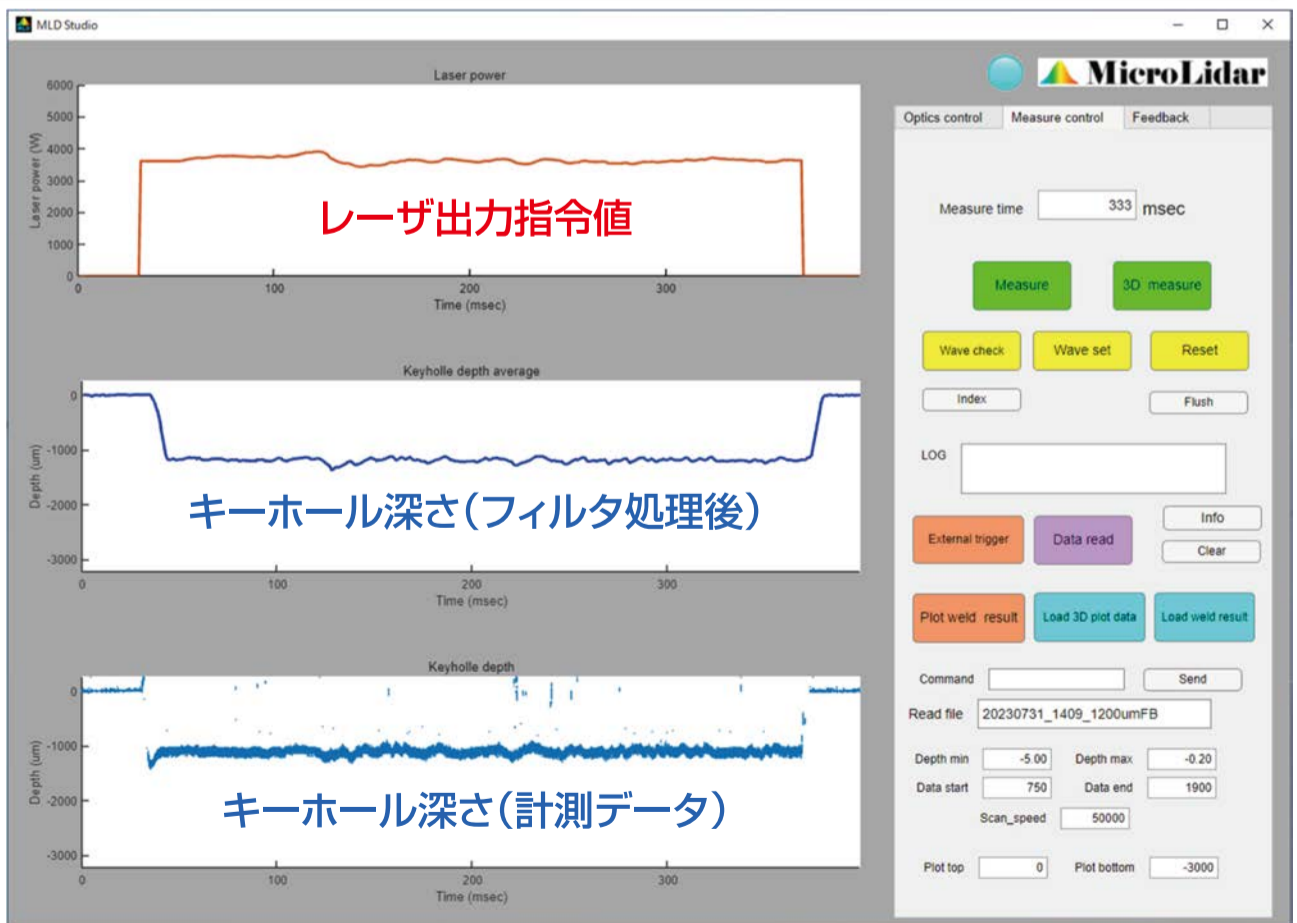 MLD Studio
Laser power
6000
5000
4000
3000
2000
1000
0
Laser power (W)
レーザ出力指令値
0 100 200 300
Time (msec)
Keyholle depth average
0
-1000
-2000
-3000
Depth (um)
キーホール深さ(フィルタ処理後)
0 100 200 300
Time (msec)
Keyholle depth
0
-1000
-2000
-3000
Depth (um)
キーホール深さ(計測データ)
0 100 200 300
Time (msec)
MicroLidar
Optics control Measure control Feedback
Measure time 333 msec
Measure 3D measure
Wave check Wave set Reset
Index Flush
LOG
Info
External trigger Data read
Clear
Plot weld result Load 3D plot data Load weld result
Command Send
Read file 20230731_1409_1200umFB
Depth min -5.00 Depth max -0.20
Data start 750 Data end 1900
Scan_speed 50000
Plot top 0 Plot bottom -3000